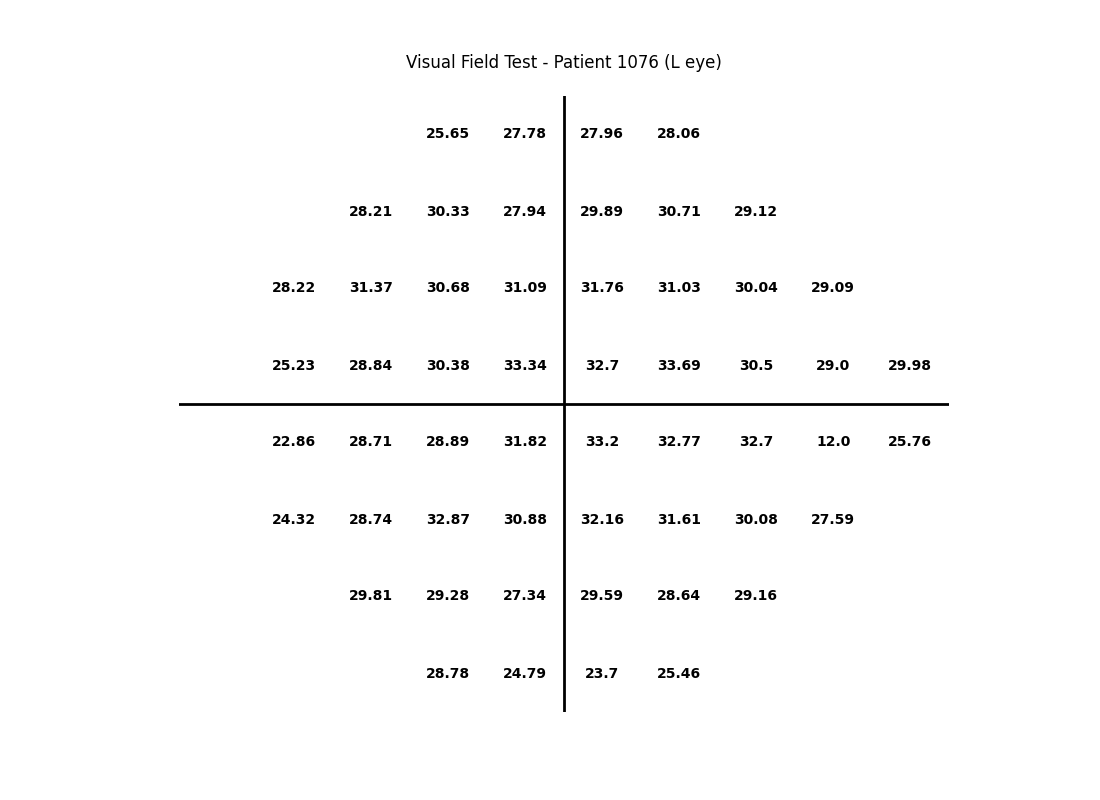 Visual Field Test - Patient 1076 (L eye)
25.65 27.78 27.96 28.06
28.21 30.33 27.94 29.89 30.71 29.12
28.22 31.37 30.68 31.09 31.76 31.03 30.04 29.09
25.23 28.84 30.38 33.34 32.7 33.69 30.5 29.0 29.98
22.86 28.71 28.89 31.82 33.2 32.77 32.7 12.0 25.76
24.32 28.74 32.87 30.88 32.16 31.61 30.08 27.59
29.81 29.28 27.34 29.59 28.64 29.16
28.78 24.79 23.7 25.46